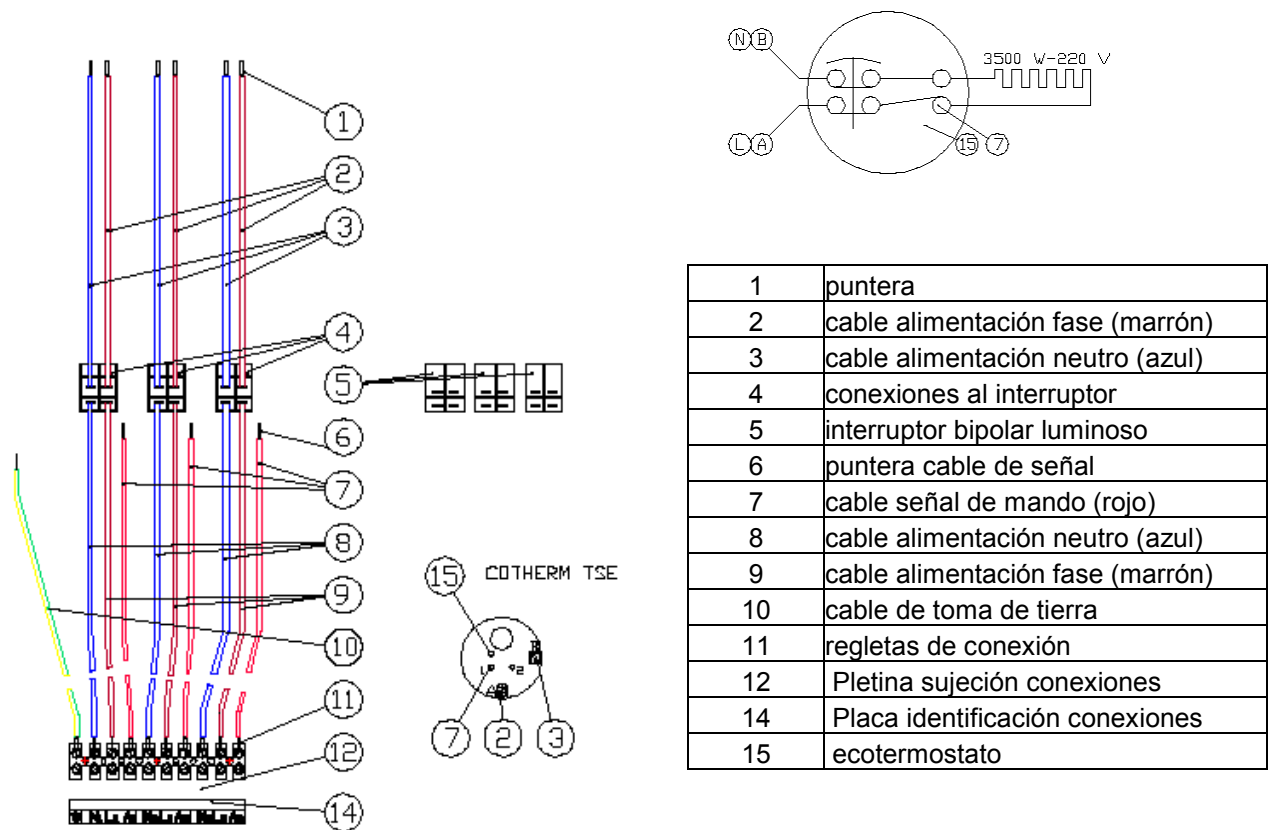 1
2
3
4
5
6
7
8
9
10
11
12
14
N B
3500 W-220 V
L A
15 7
15 COTHERM TSE
L 2
7 2 3
1 puntera
2 cable alimentación fase (marrón)
3 cable alimentación neutro (azul)
4 conexiones al interruptor
5 interruptor bipolar luminoso
6 puntera cable de señal
7 cable señal de mando (rojo)
8 cable alimentación neutro (azul)
9 cable alimentación fase (marrón)
10 cable de toma de tierra
11 regletas de conexión
12 Pletina sujeción conexiones
14 Placa identificación conexiones
15 ecotermostato